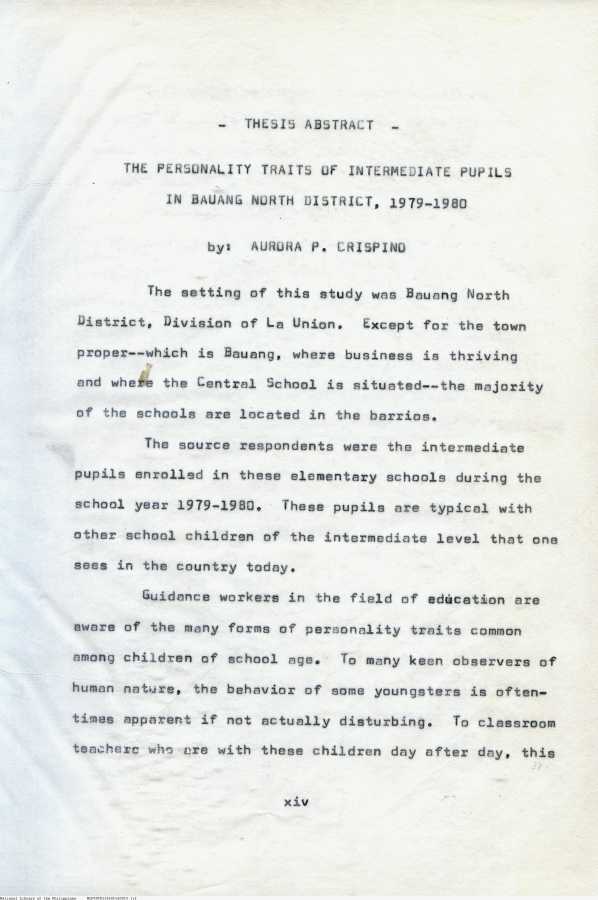 - THESIS ABSTRACT -
THE PERSONALITY TRAITS OF INTERMEDIATE PUPILS
IN BAUANG NORTH DISTRICT, 1979-1980
by: AURORA P. CRISPINO
The setting of this study was Bauang North
District, Division of La Union. Except for the town
proper--which is Bauang, where business is thriving
and where the Central School is situated--the majority
of the schools are located in the barrios.
The source respondents were the intermediate
pupils enrolled in these elementary schools during the
school year 1979-1980. These pupils are typical with
other school children of the intermediate level that one
sees in the country today.
Guidance workers in the field of education are
aware of the many forms of personality traits common
among children of school age. To many keen observers of
human nature, the behavior of some youngsters is often-
times apparent if not actually disturbing. To classroom
teachers who are with these children day after day, this
xiv
National Library of the Philippines